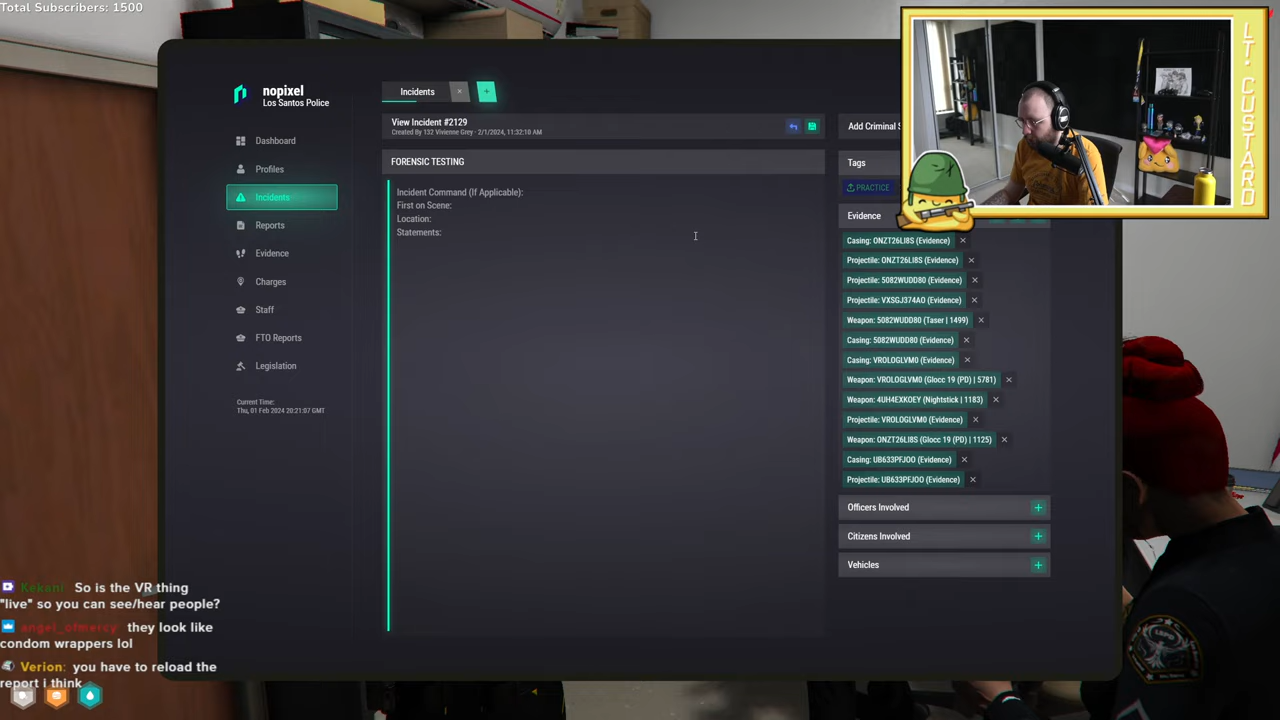 Total Subscribers: 1500
nopixel
Los Santos Police
Dashboard
Profiles
Incidents
Reports
Evidence
Charges
Staff
FTO Reports
Legislation
Current Time:
Thu, 01 Feb 2024 20:21:07 GMT
Incidents
View Incident #2129
Created By 132 Vivienne Grey - 2/1/2024, 11:32:10 AM
FORENSIC TESTING
Incident Command (If Applicable):
First on Scene:
Location:
Statements:
Add Criminal S
Tags
PRACTICE
Evidence
Casing: ONZT26LI8S (Evidence)
Projectile: ONZT26LI8S (Evidence)
Projectile: 5082WUDD80 (Evidence)
Projectile: VXSGJ374AO (Evidence)
Weapon: 5082WUDD80 (Taser | 1499)
Casing: 5082WUDD80 (Evidence)
Casing: VROLOGLVM0 (Evidence)
Weapon: VROLOGLVM0 (Glocc 19 (PD) | 5781)
Weapon: 4UH4EXKOEY (Nightstick | 1183)
Projectile: VROLOGLVM0 (Evidence)
Weapon: ONZT26LI8S (Glocc 19 (PD) | 1125)
Casing: UB633PFJOO (Evidence)
Projectile: UB633PFJOO (Evidence)
Officers Involved
Citizens Involved
Vehicles
LT. CUSTARD
Kekani: So is the VR thing
"live" so you can see/hear people?
angel_ofmercy: they look like
condom wrappers lol
Verion: you have to reload the
report i think